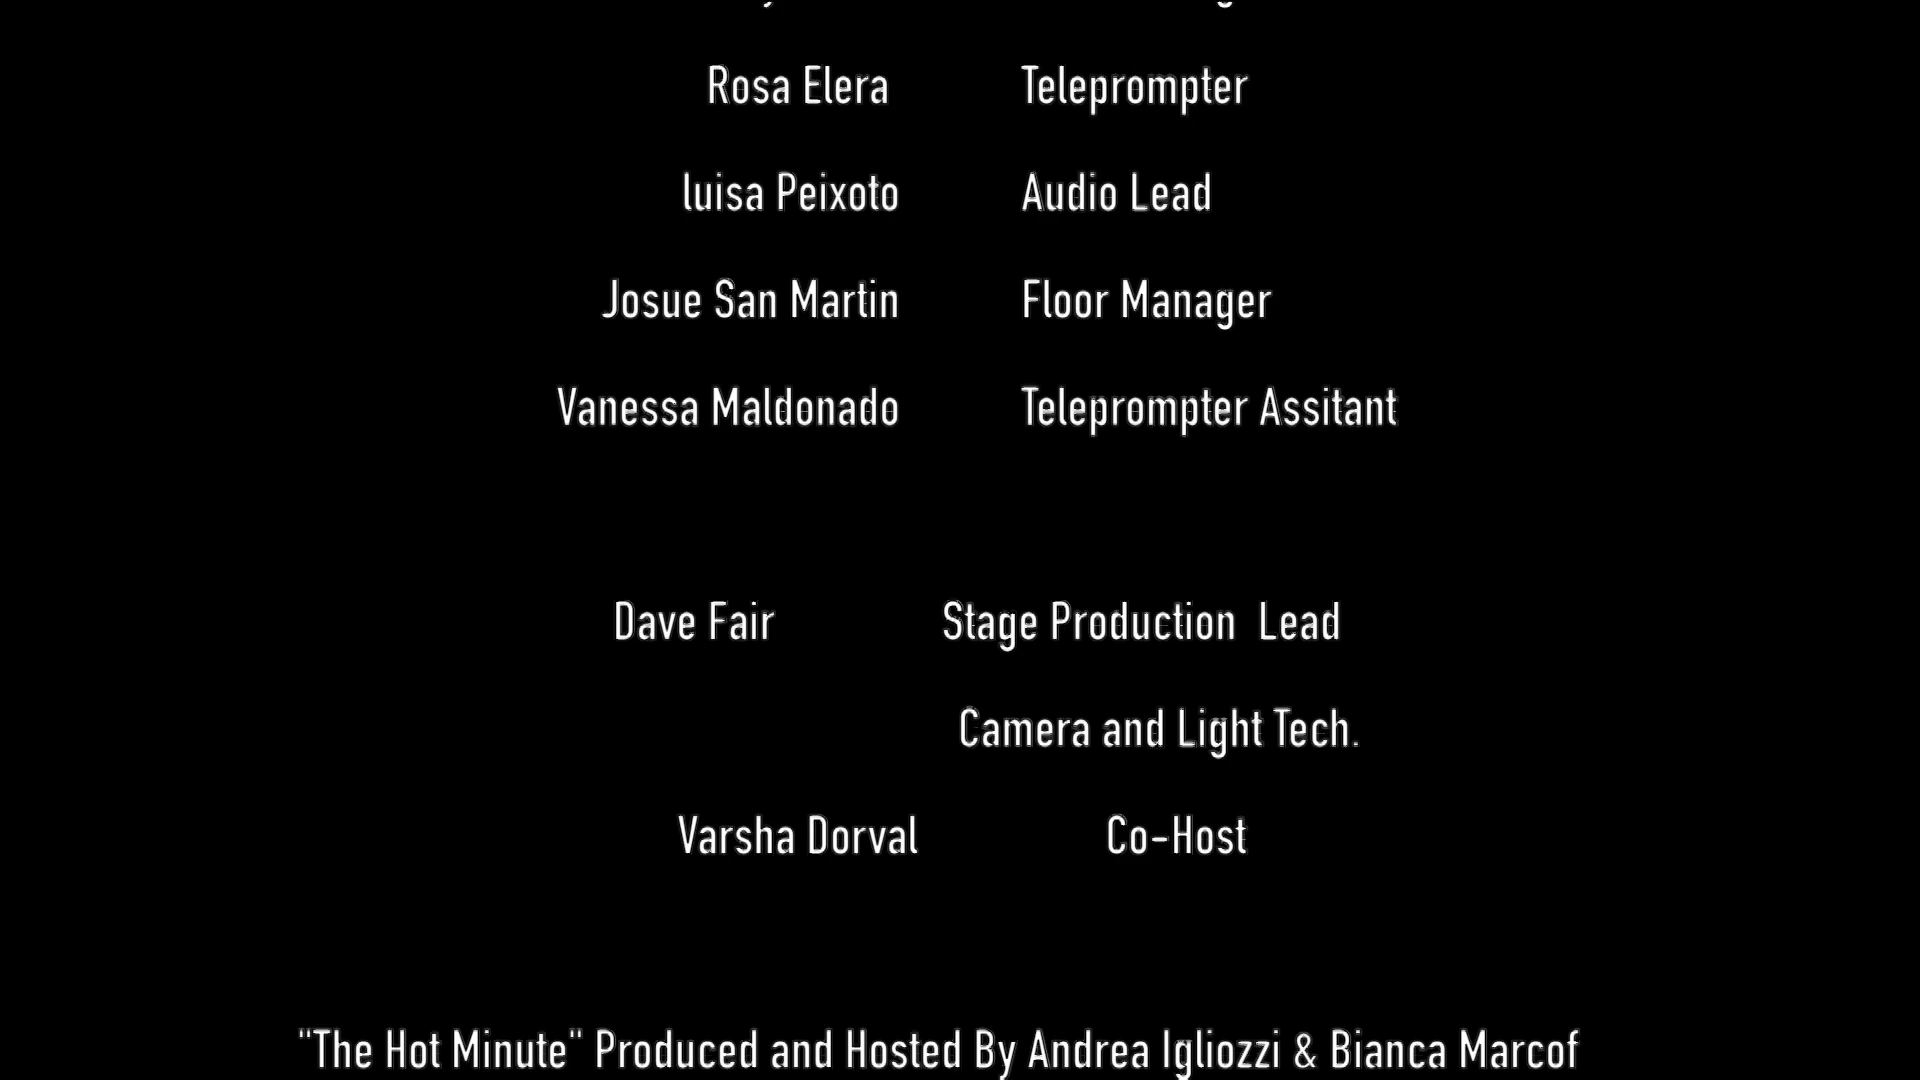 Rosa Elera Teleprompter
luisa Peixoto Audio Lead
Josue San Martin Floor Manager
Vanessa Maldonado Teleprompter Assitant
Dave Fair Stage Production Lead
Camera and Light Tech.
Varsha Dorval Co-Host
"The Hot Minute" Produced and Hosted By Andrea Igliozzi & Bianca Marcof